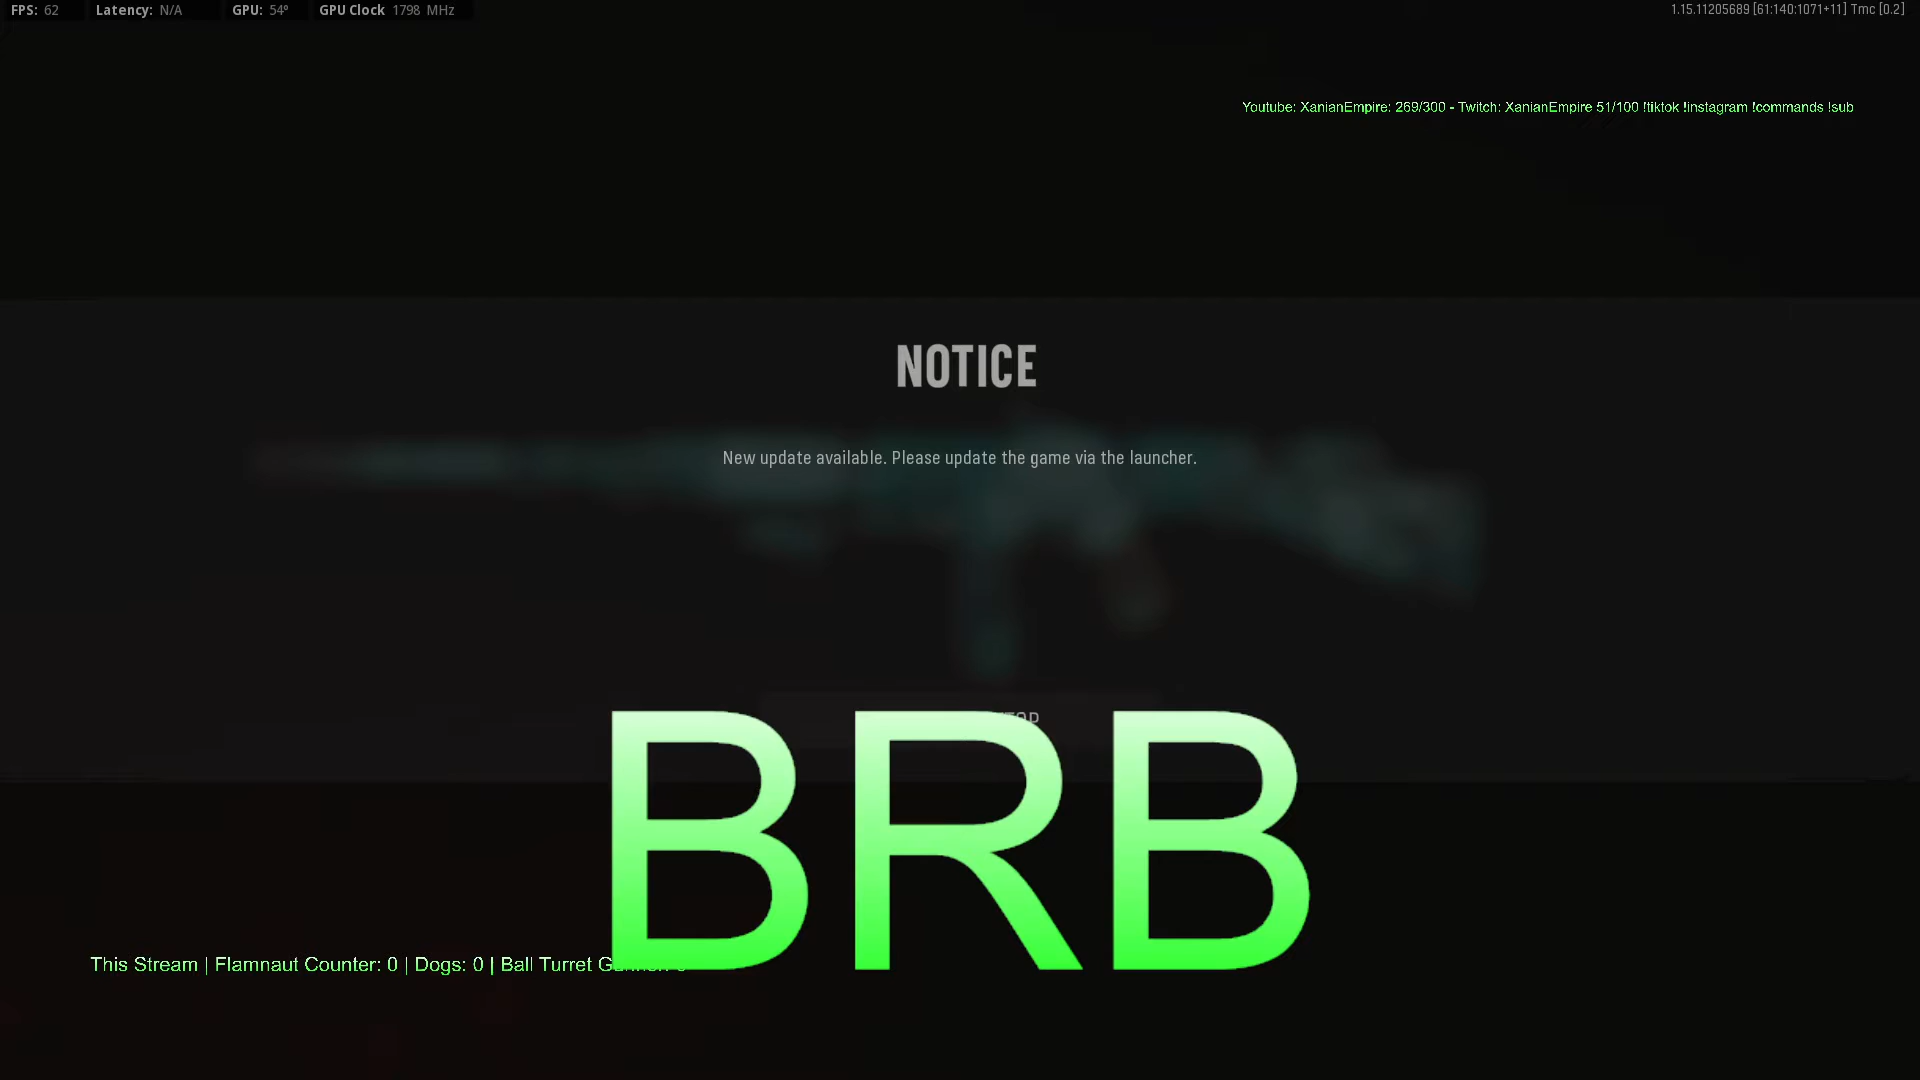 FPS: 62 Latency: N/A GPU: 54° GPU Clock 1798 MHz
1.15.11205689 [61:140:1071+11] Tmc [0.2]
Youtube: XanianEmpire: 269/300 - Twitch: XanianEmpire 51/100 !tiktok !instagram !commands !sub
NOTICE
New update available. Please update the game via the launcher.
BRB
This Stream | Flamnaut Counter: 0 | Dogs: 0 | Ball Turret